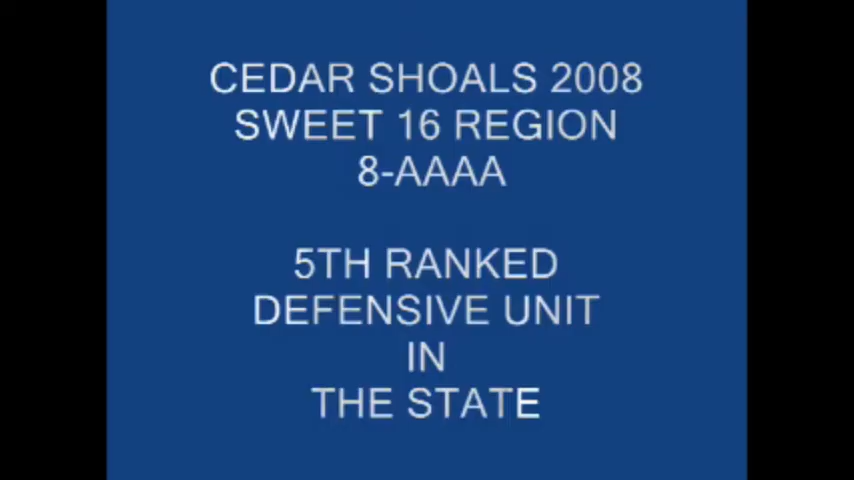 CEDAR SHOALS 2008
SWEET 16 REGION
8-AAAA
5TH RANKED
DEFENSIVE UNIT
IN
THE STATE